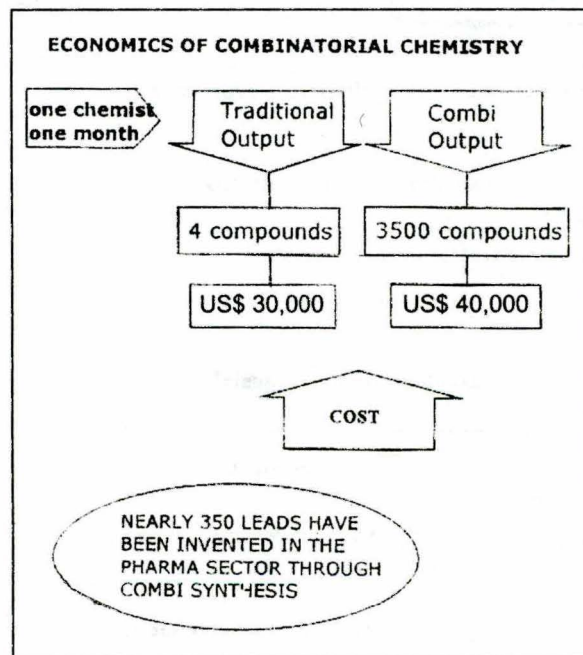 ECONOMICS OF COMBINATORIAL CHEMISTRY
one chemist
one month
Traditional
Output
Combi
Output
4 compounds
3500 compounds
US$ 30,000
US$ 40,000
COST
NEARLY 350 LEADS HAVE
BEEN INVENTED IN THE
PHARMA SECTOR THROUGH
COMBI SYNTHESIS